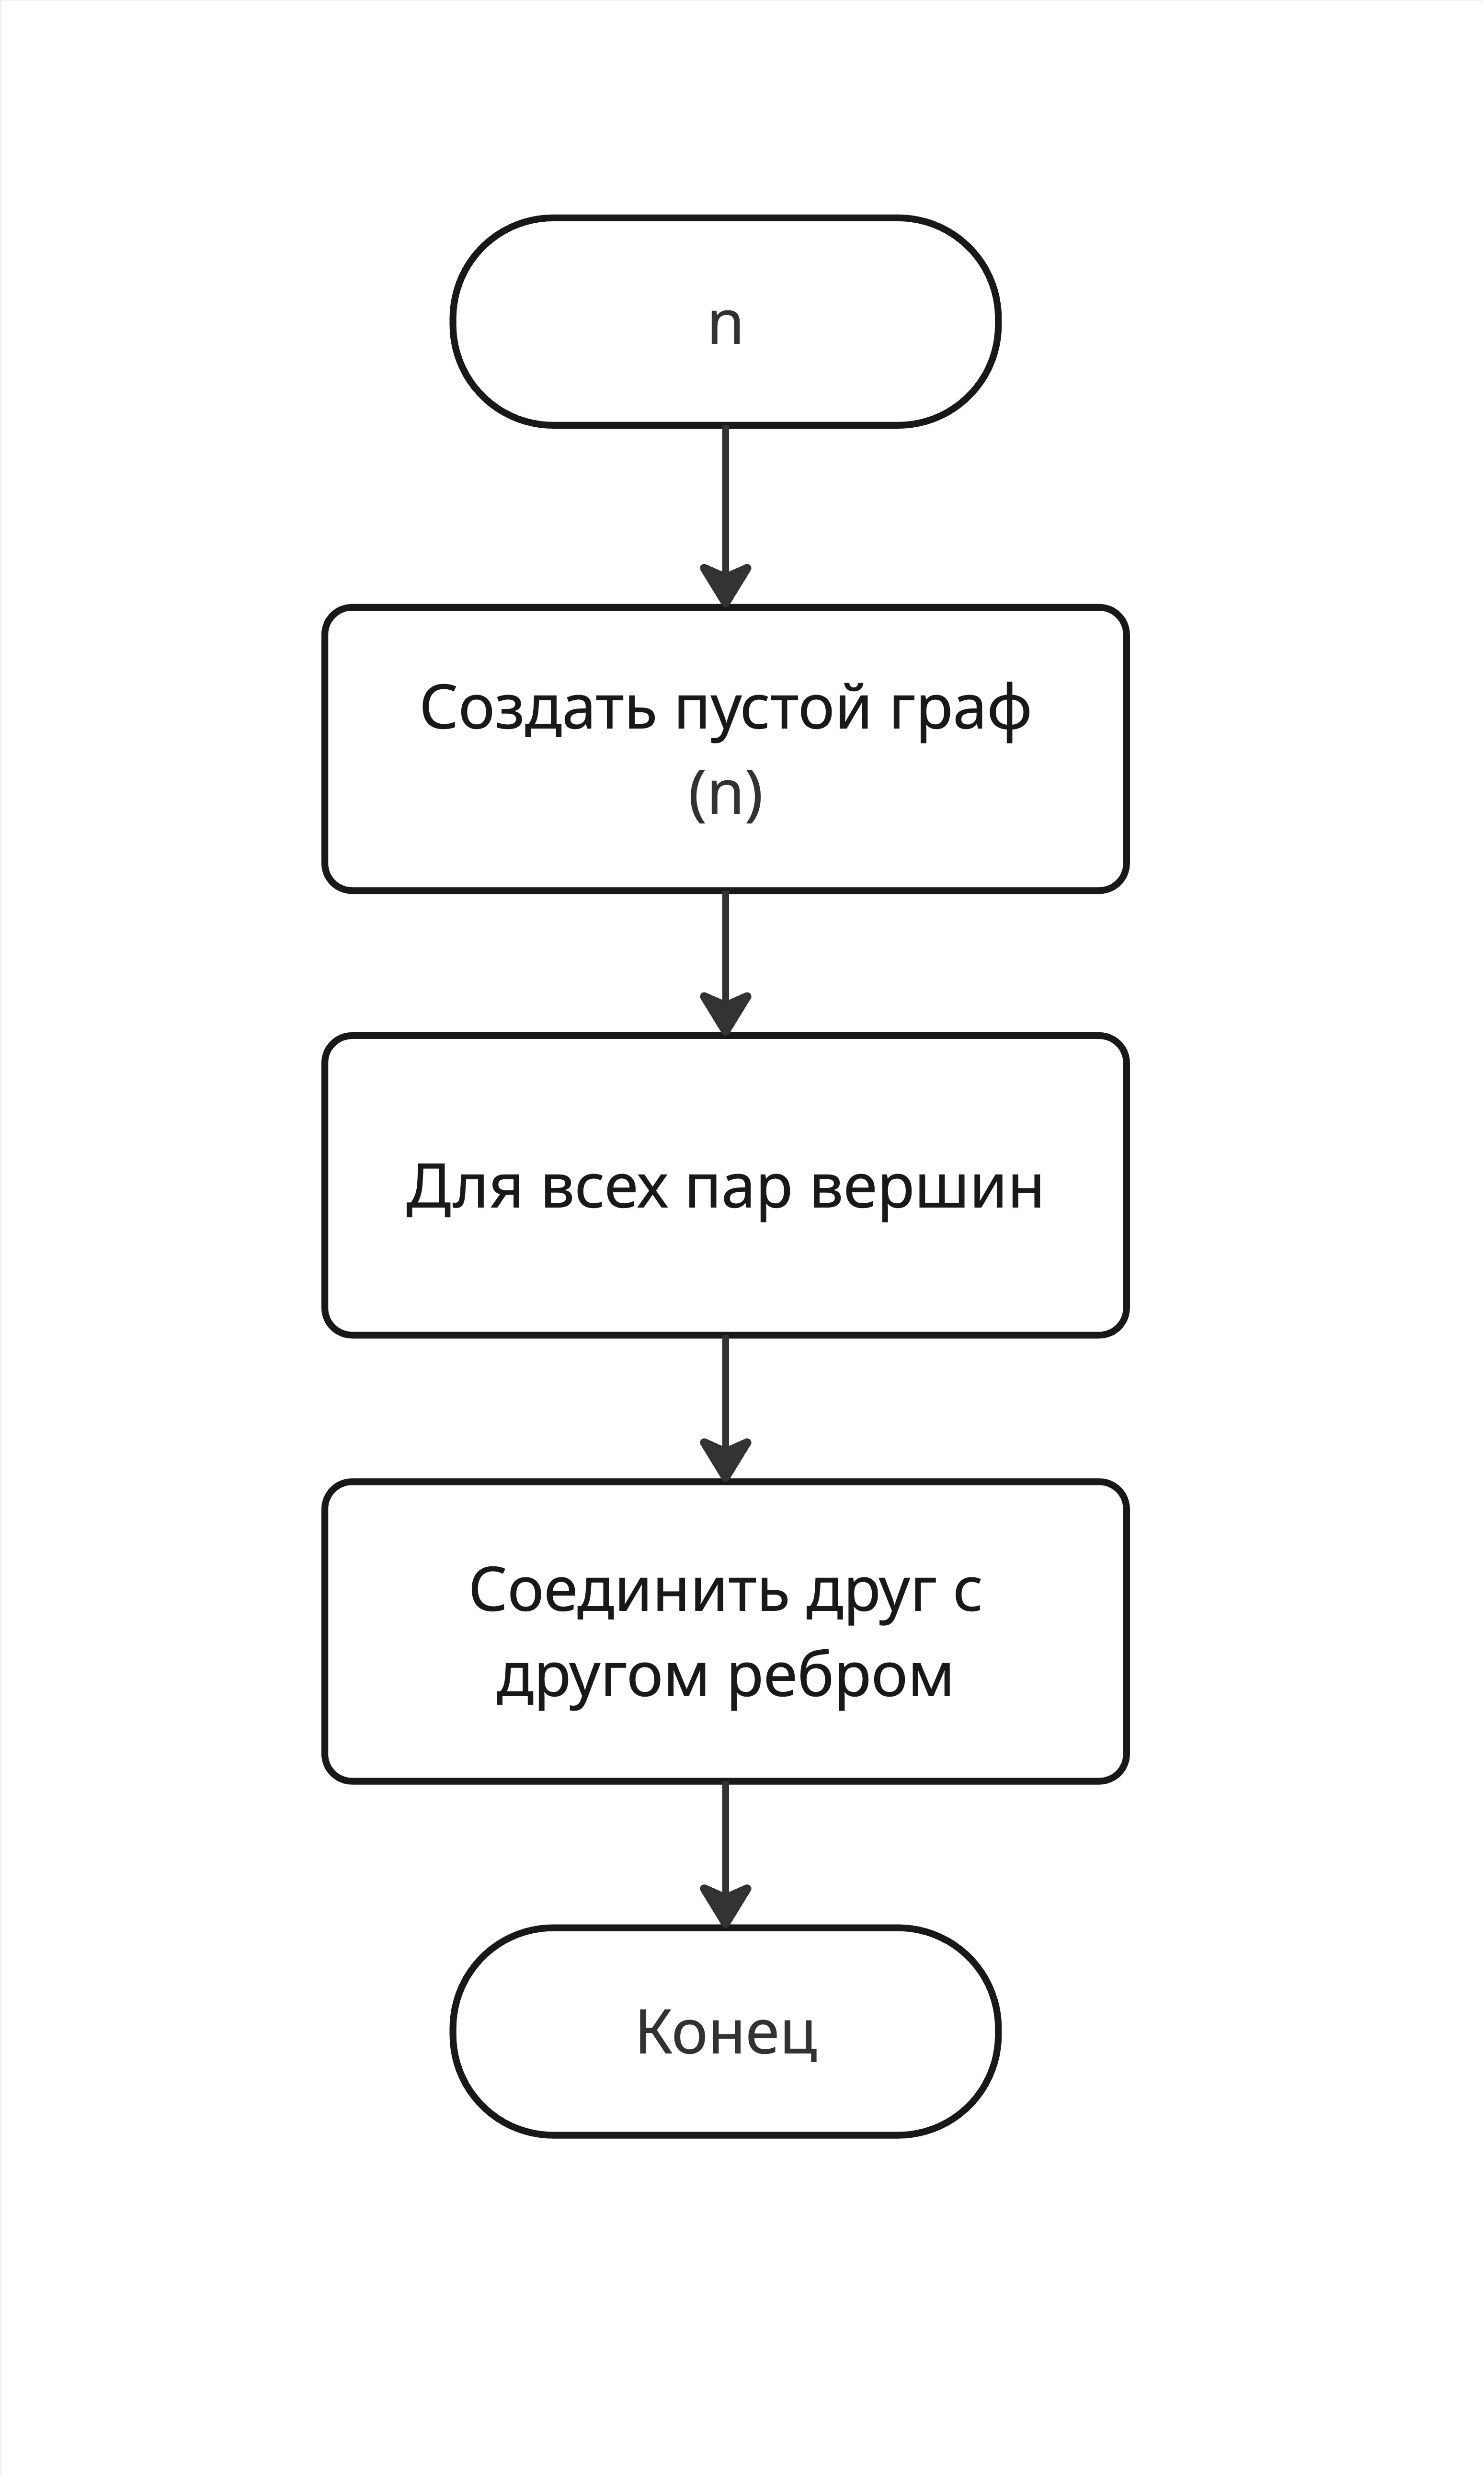 n
Создать пустой граф
(n)
Для всех пар вершин
Соединить друг с
другом ребром
Конец